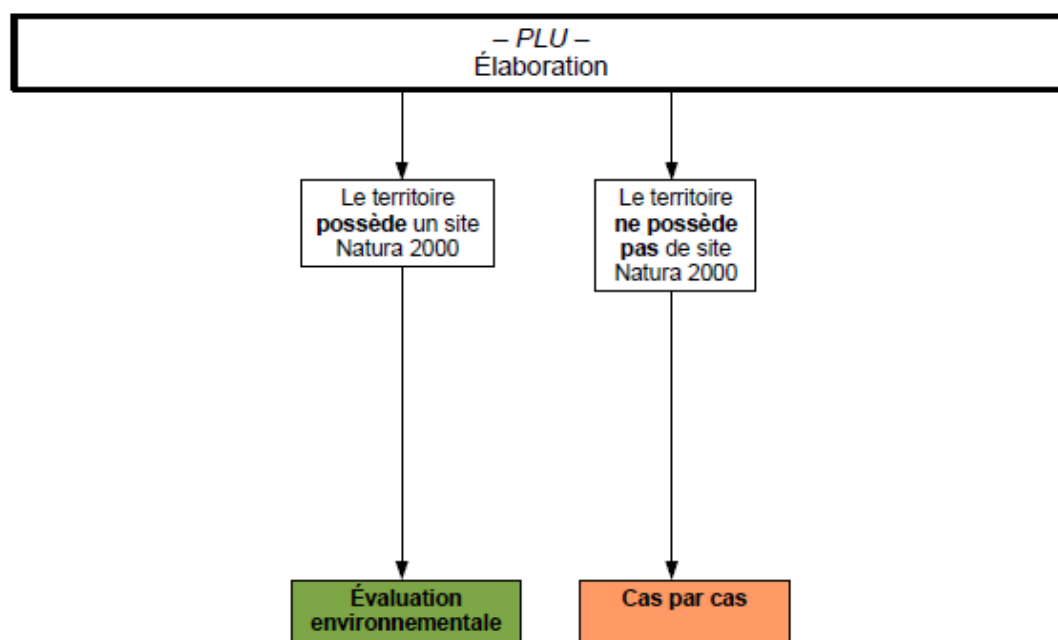 – PLU –
Élaboration
Le territoire
possède un site
Natura 2000
Le territoire
ne possède
pas de site
Natura 2000
Évaluation
environnementale
Cas par cas